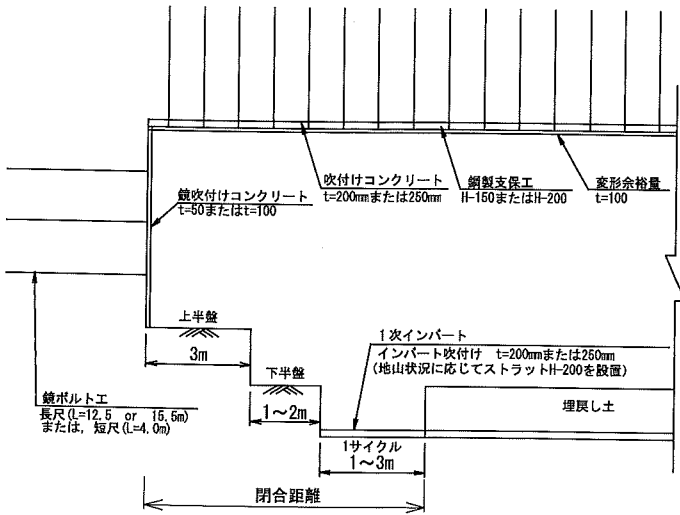 吹付けコンクリート
t=200mmまたは250mm
鋼製支保工
H-150またはH-200
変形余裕量
t=100
鏡吹付けコンクリート
t=50またはt=100
上半盤
3m
下半盤
1～2m
1次インバート
インバート吹付け t=200mmまたは250mm
(地山状況に応じてストラットH-200を設置)
埋戻し土
鏡ボルト工
長尺(L=12.5 or 15.5m)
または, 短尺(L=4.0m)
1サイクル
1～3m
閉合距離